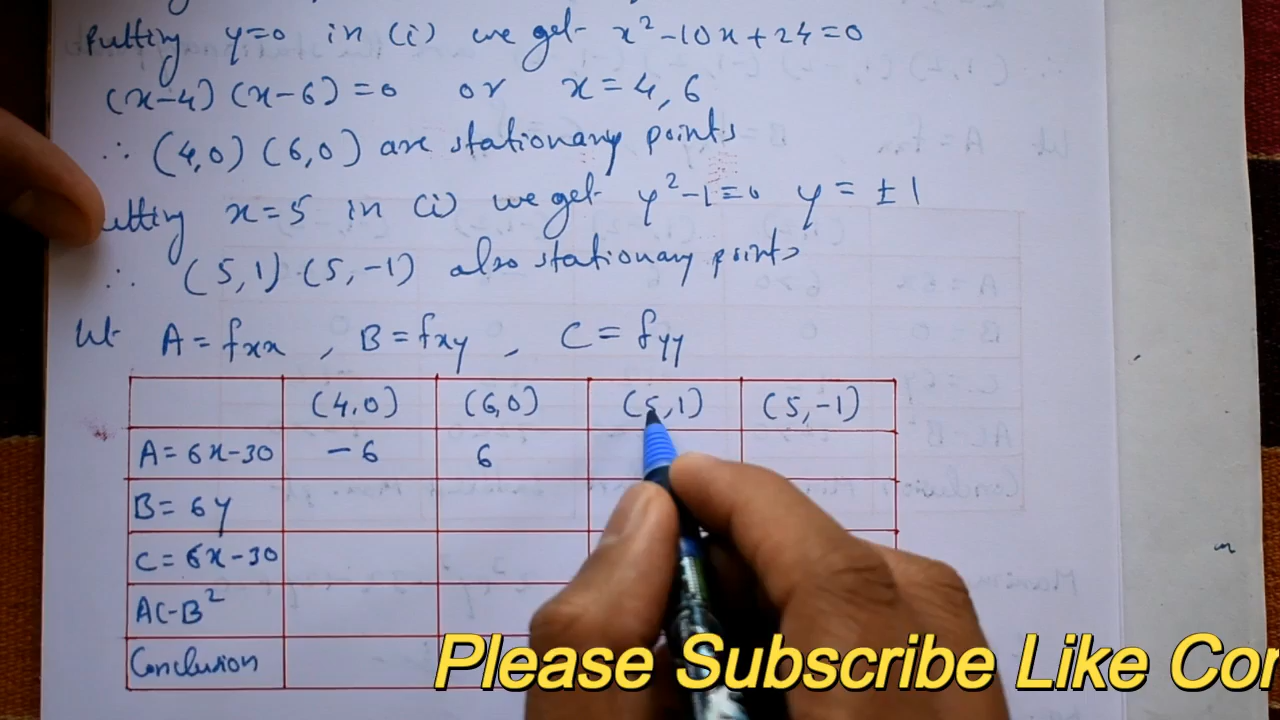 Putting y=0 in (i) we get x²-10x+24=0
(x-4) (x-6) = 0 or x = 4, 6
∴ (4,0) (6,0) are stationary points
utting x=5 in (i) we get y²-1=0 y = ±1
∴ (5,1) (5,-1) also stationary points
Let A = fxx , B = fxy , C = fyy
(4,0) (6,0) (5,1) (5,-1)
A = 6x-30 -6 6
B = 6y
C = 6x-30
AC-B²
Conclusion
Please Subscribe Like Con